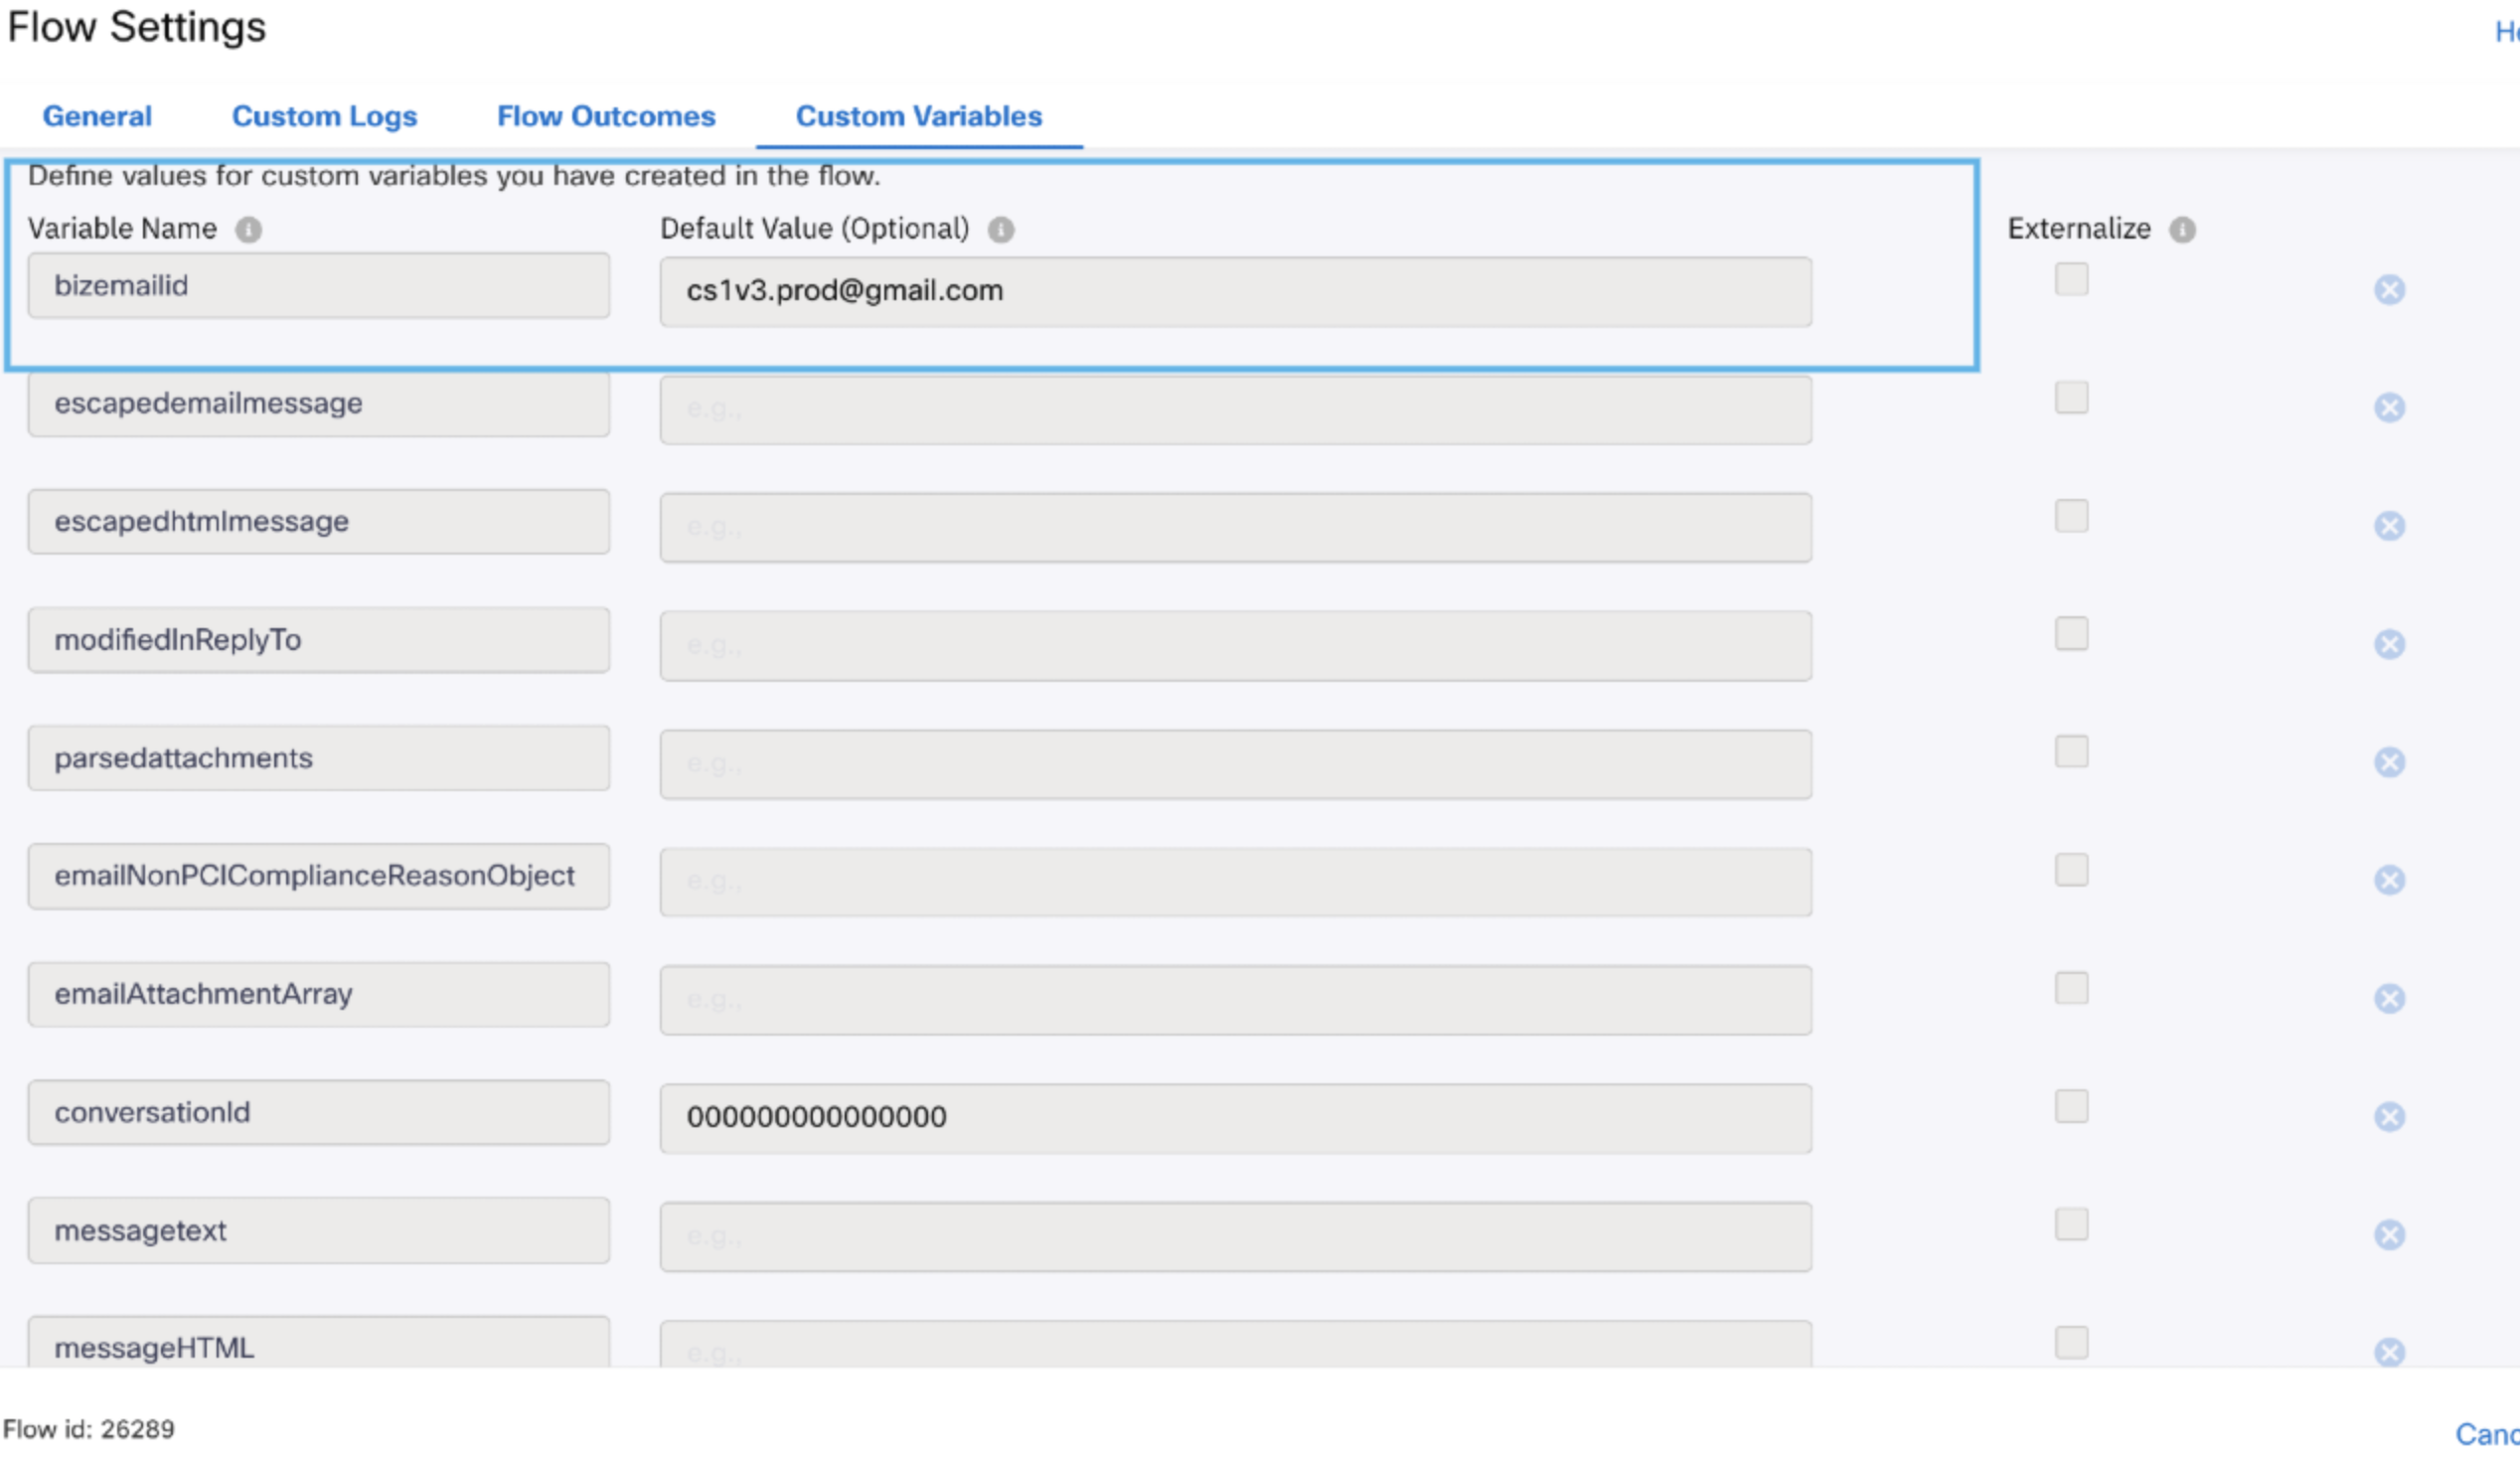 Flow Settings
General Custom Logs Flow Outcomes Custom Variables
Define values for custom variables you have created in the flow.
Variable Name Default Value (Optional) Externalize
bizemailid cs1v3.prod@gmail.com
escapedemailmessage e.g.,
escapedhtmlmessage e.g.,
modifiedInReplyTo e.g.,
parsedattachments e.g.,
emailNonPCIComplianceReasonObject e.g.,
emailAttachmentArray e.g.,
conversationId 000000000000000
messagetext e.g.,
messageHTML e.g.,
Flow id: 26289